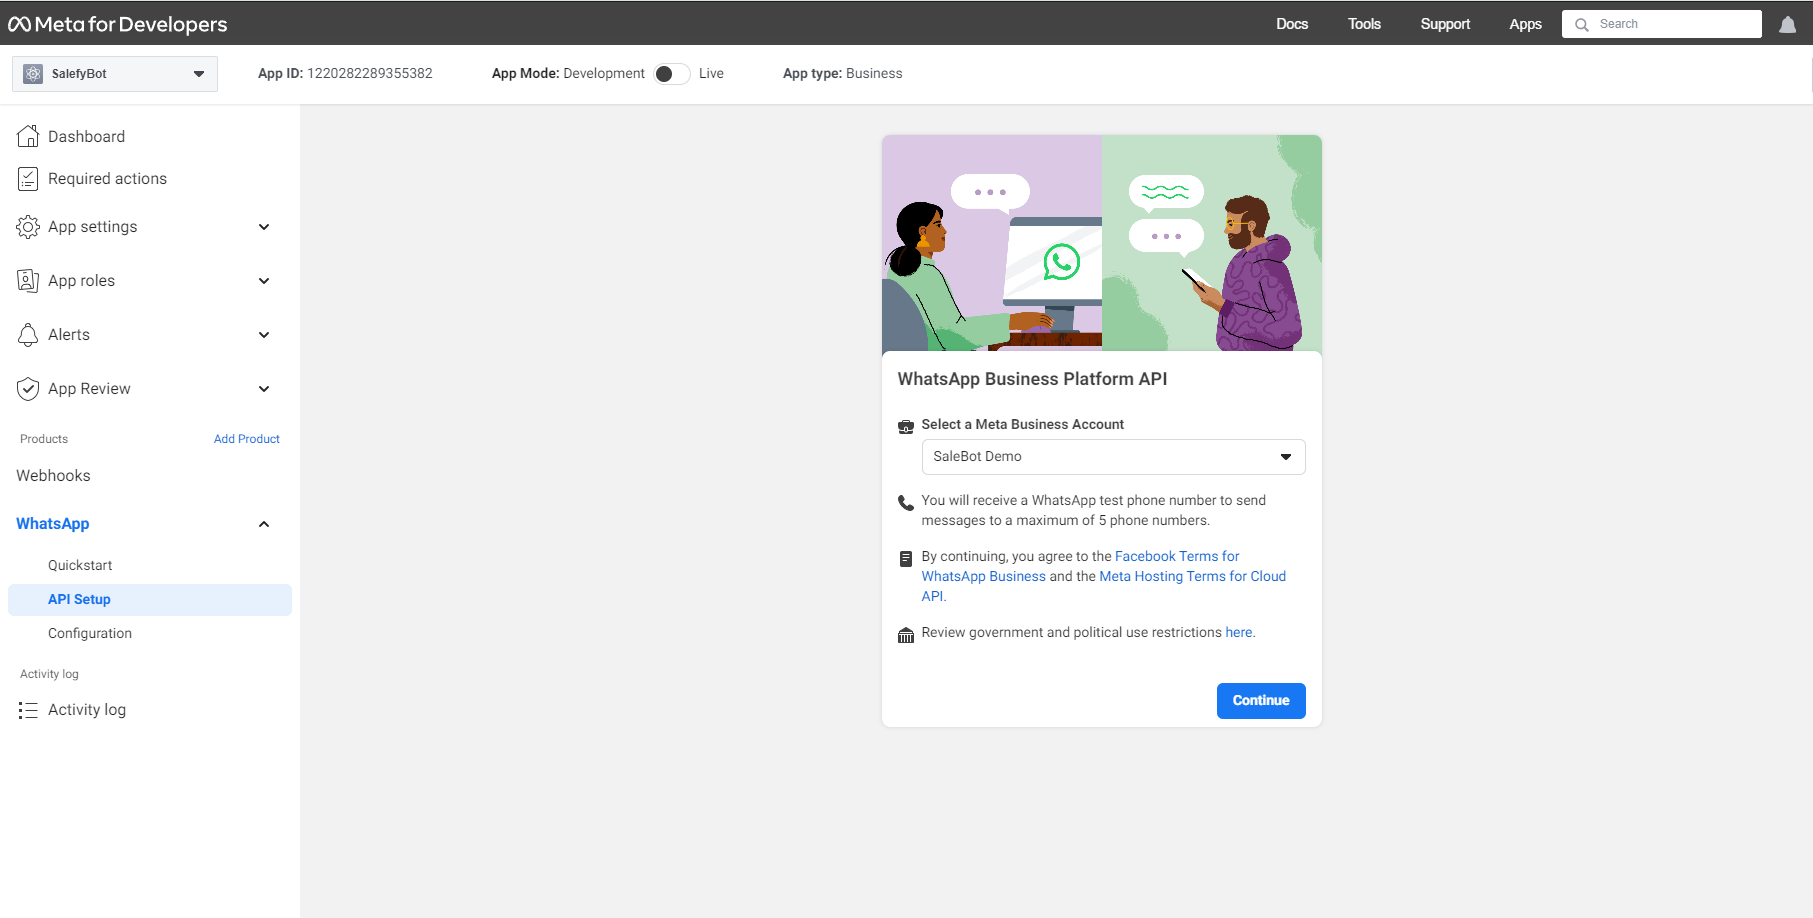 Meta for Developers
Docs
Tools
Support
Apps
Search
SalefyBot
App ID: 1220282289355382
App Mode: Development
Live
App type: Business
Dashboard
Required actions
App settings
App roles
Alerts
App Review
Products
Add Product
Webhooks
WhatsApp
Quickstart
API Setup
Configuration
Activity log
Activity log
WhatsApp Business Platform API
Select a Meta Business Account
SaleBot Demo
You will receive a WhatsApp test phone number to send
messages to a maximum of 5 phone numbers.
By continuing, you agree to the Facebook Terms for
WhatsApp Business and the Meta Hosting Terms for Cloud
API.
Review government and political use restrictions here.
Continue